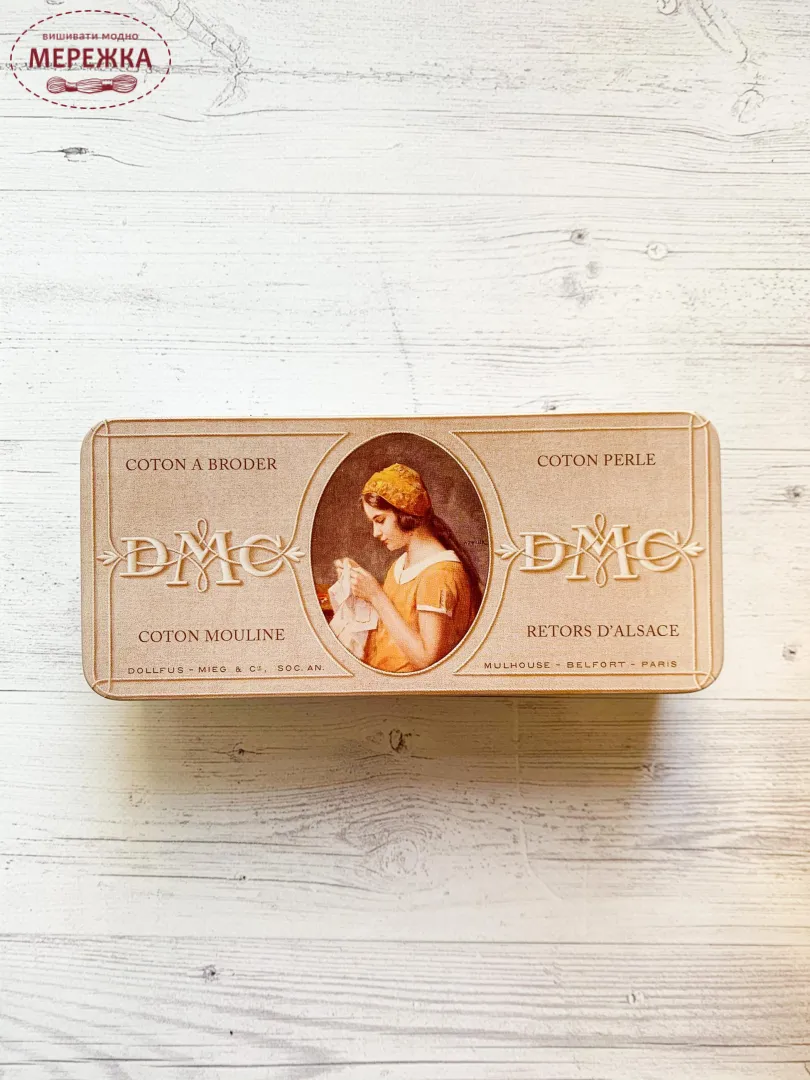 вишивати модно
МЕРЕЖКА
COTON A BRODER
COTON PERLE
DMC
DMC
COTON MOULINE
RETORS D'ALSACE
DOLLFUS - MIEG & Cie, SOC. AN.
MULHOUSE - BELFORT - PARIS